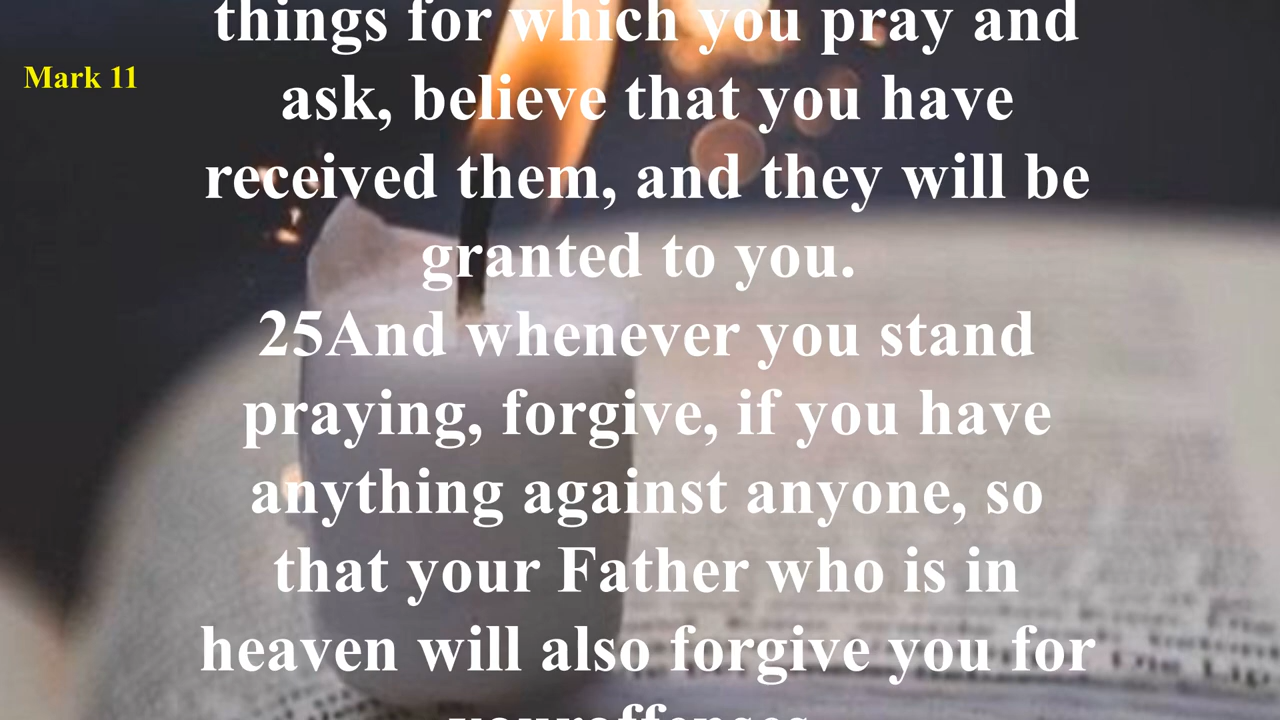 things for which you pray and
Mark 11
ask, believe that you have
received them, and they will be
granted to you.
25And whenever you stand
praying, forgive, if you have
anything against anyone, so
that your Father who is in
heaven will also forgive you for
your offenses.